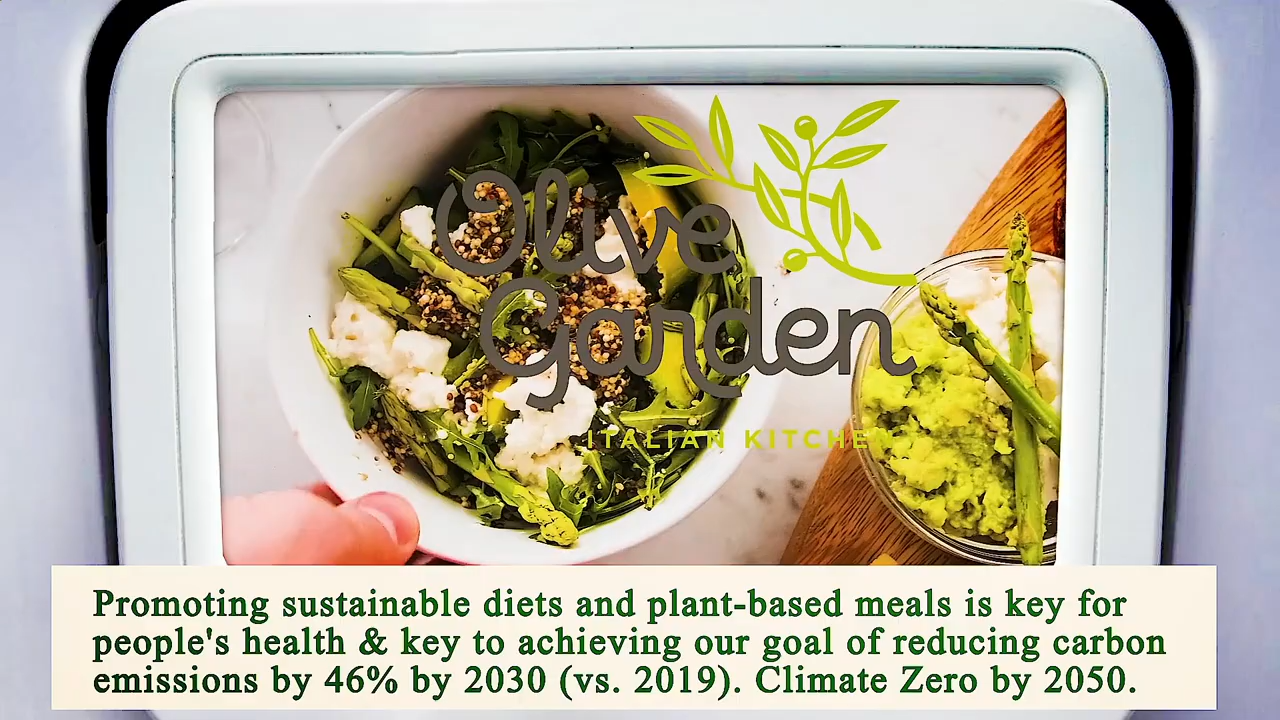 Olive
Garden
ITALIAN KITCHEN
Promoting sustainable diets and plant-based meals is key for
people's health & key to achieving our goal of reducing carbon
emissions by 46% by 2030 (vs. 2019). Climate Zero by 2050.